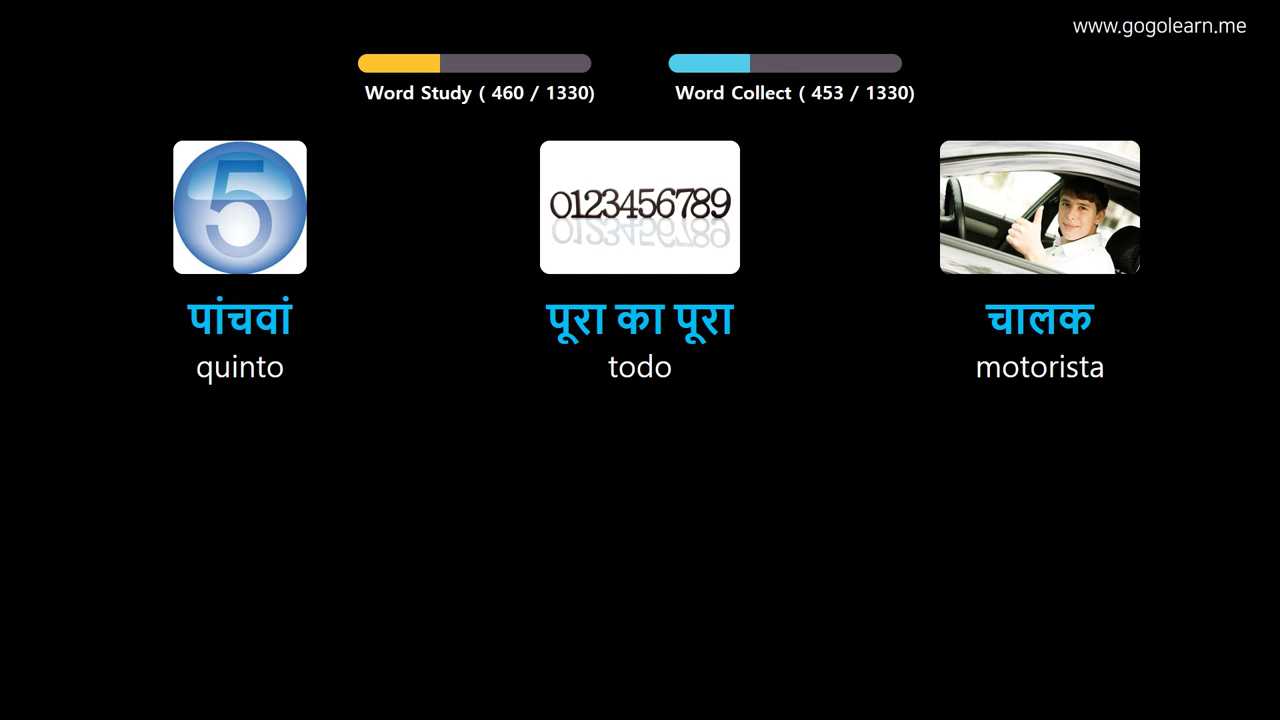 www.gogolearn.me
Word Study ( 460 / 1330)
Word Collect ( 453 / 1330)
5
0123456789
पांचवां
पूरा का पूरा
चालक
quinto
todo
motorista